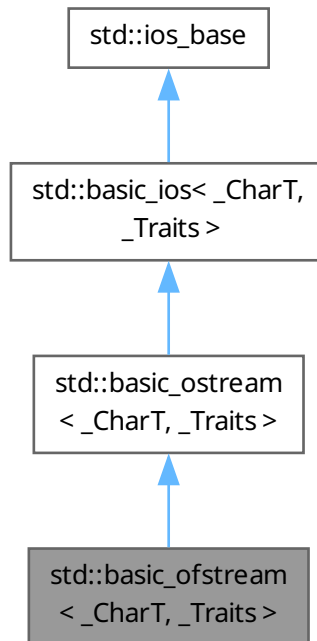 std::ios_base
std::basic_ios< _CharT,
_Traits >
std::basic_ostream
< _CharT, _Traits >
std::basic_ofstream
< _CharT, _Traits >